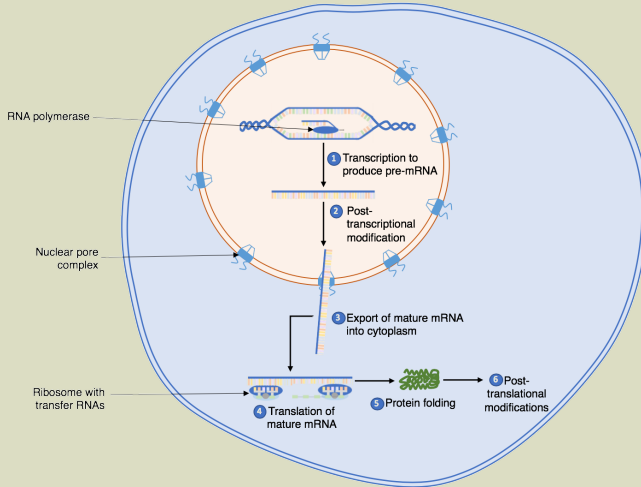 RNA polymerase
1 Transcription to
produce pre-mRNA
2 Post-
transcriptional
modification
Nuclear pore
complex
3 Export of mature mRNA
into cytoplasm
Ribosome with
transfer RNAs
4 Translation of
mature mRNA
5 Protein folding
6 Post-
translational
modifications